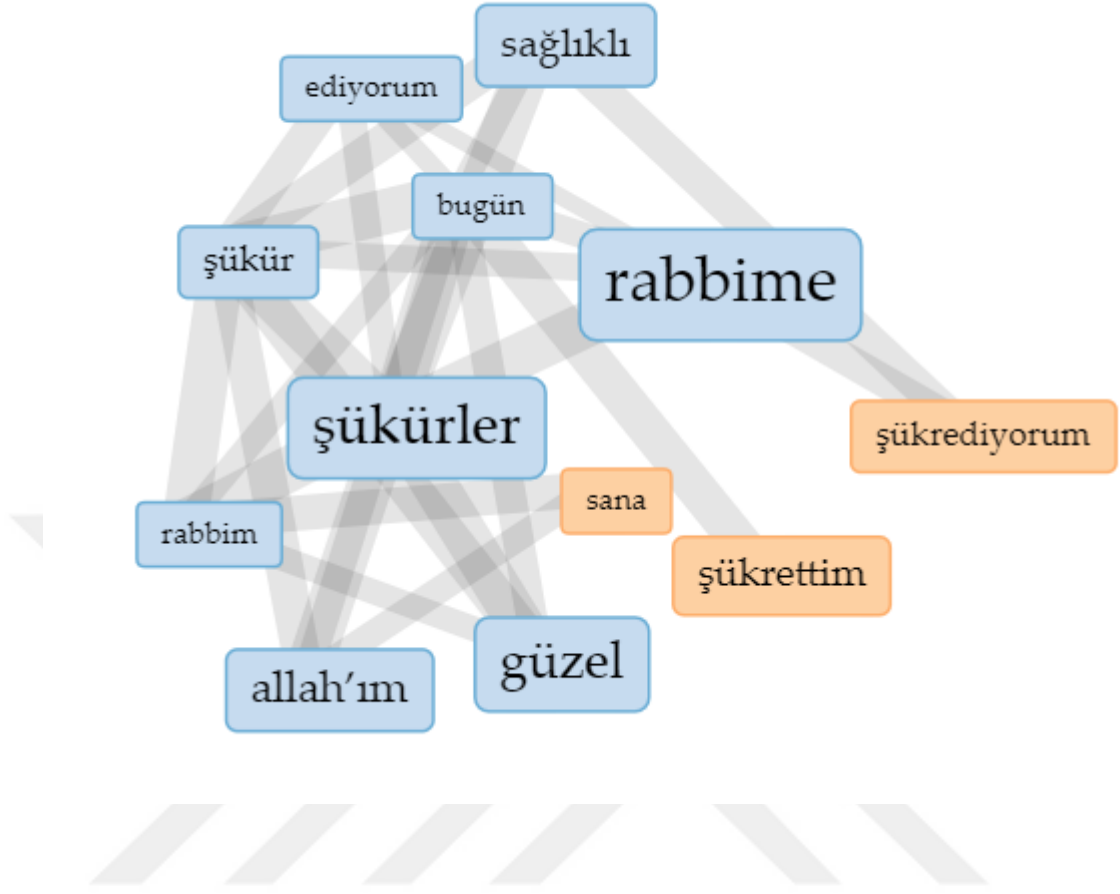 sağlıklı
ediyorum
bugün
şükür
rabbime
şükürler
şükrediyorum
sana
rabbim
şükrettim
güzel
allah’ım